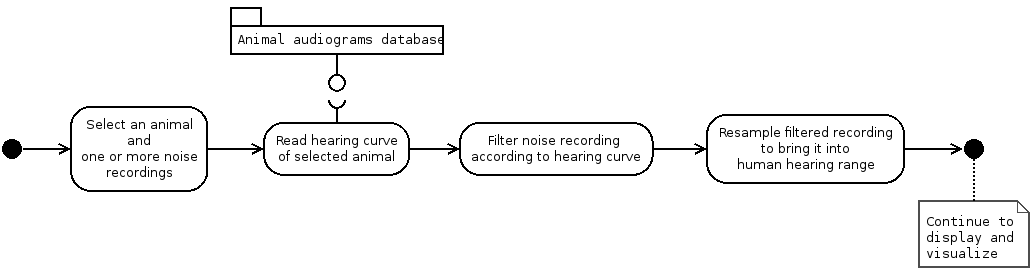 Animal audiograms database
Select an animal
and
one or more noise
recordings
Read hearing curve
of selected animal
Filter noise recording
according to hearing curve
Resample filtered recording
to bring it into
human hearing range
Continue to
display and
visualize